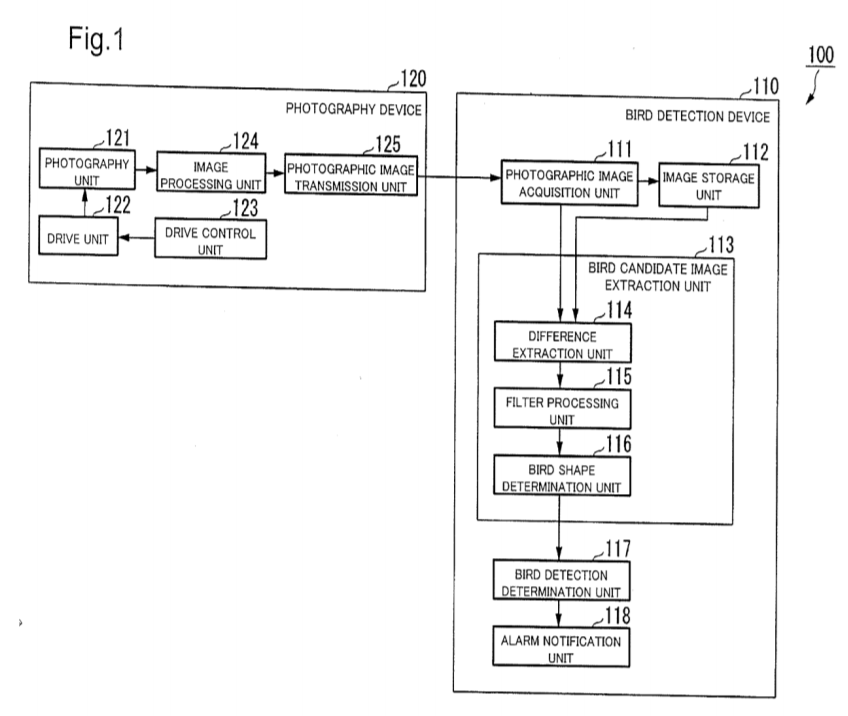 Fig.1
100
120
PHOTOGRAPHY DEVICE
121
PHOTOGRAPHY
UNIT
124
IMAGE
PROCESSING UNIT
125
PHOTOGRAPHIC IMAGE
TRANSMISSION UNIT
122
DRIVE UNIT
123
DRIVE CONTROL
UNIT
110
BIRD DETECTION DEVICE
111
PHOTOGRAPHIC IMAGE
ACQUISITION UNIT
112
IMAGE STORAGE
UNIT
113
BIRD CANDIDATE IMAGE
EXTRACTION UNIT
114
DIFFERENCE
EXTRACTION UNIT
115
FILTER PROCESSING
UNIT
116
BIRD SHAPE
DETERMINATION UNIT
117
BIRD DETECTION
DETERMINATION UNIT
118
ALARM NOTIFICATION
UNIT